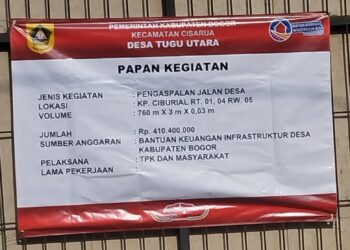 PEMERINTAH KABUPATEN BOGOR
KECAMATAN CISARUA
DESA TUGU UTARA
PAPAN KEGIATAN
JENIS KEGIATAN : PENGASPALAN JALAN DESA
LOKASI : KP. CIBURIAL RT. 01, 04 RW. 05
VOLUME : 760 m X 3 m X 0,03 m
JUMLAH : Rp. 410.400.000
SUMBER ANGGARAN : BANTUAN KEUANGAN INFRASTRUKTUR DESA
KABUPATEN BOGOR
PELAKSANA : TPK DAN MASYARAKAT
LAMA PEKERJAAN :